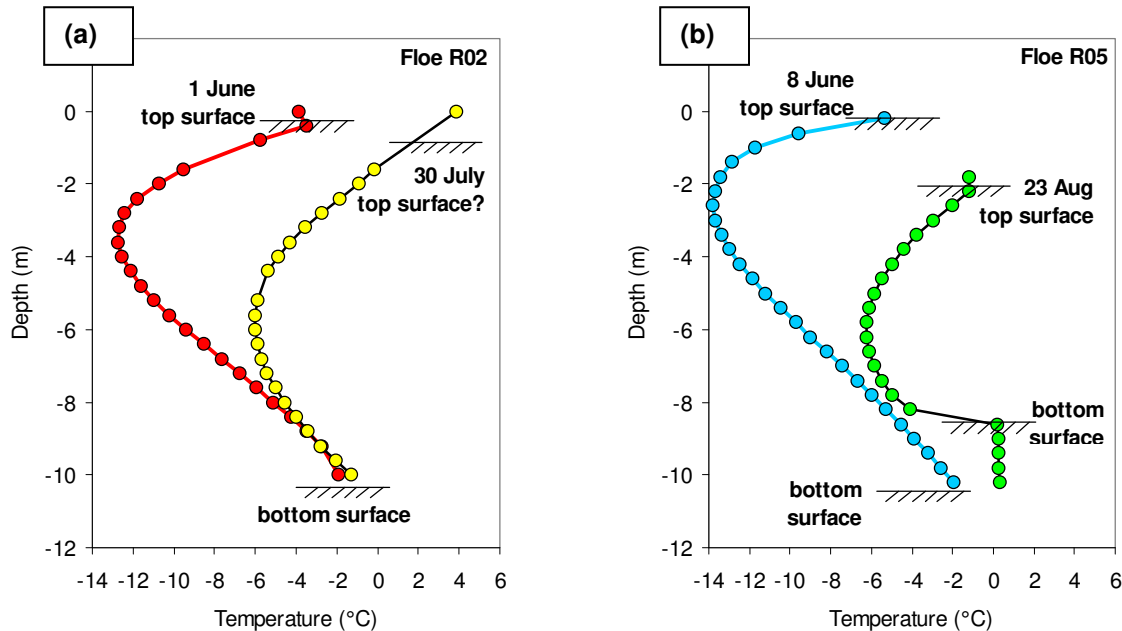 (a)
Floe R02
1 June
top surface
30 July
top surface?
bottom surface
0
-2
-4
-6
-8
-10
-12
Depth (m)
-14 -12 -10 -8 -6 -4 -2 0 2 4 6
Temperature (°C)
(b)
Floe R05
8 June
top surface
23 Aug
top surface
bottom
surface
bottom
surface
0
-2
-4
-6
-8
-10
-12
Depth (m)
-14 -12 -10 -8 -6 -4 -2 0 2 4 6
Temperature (°C)